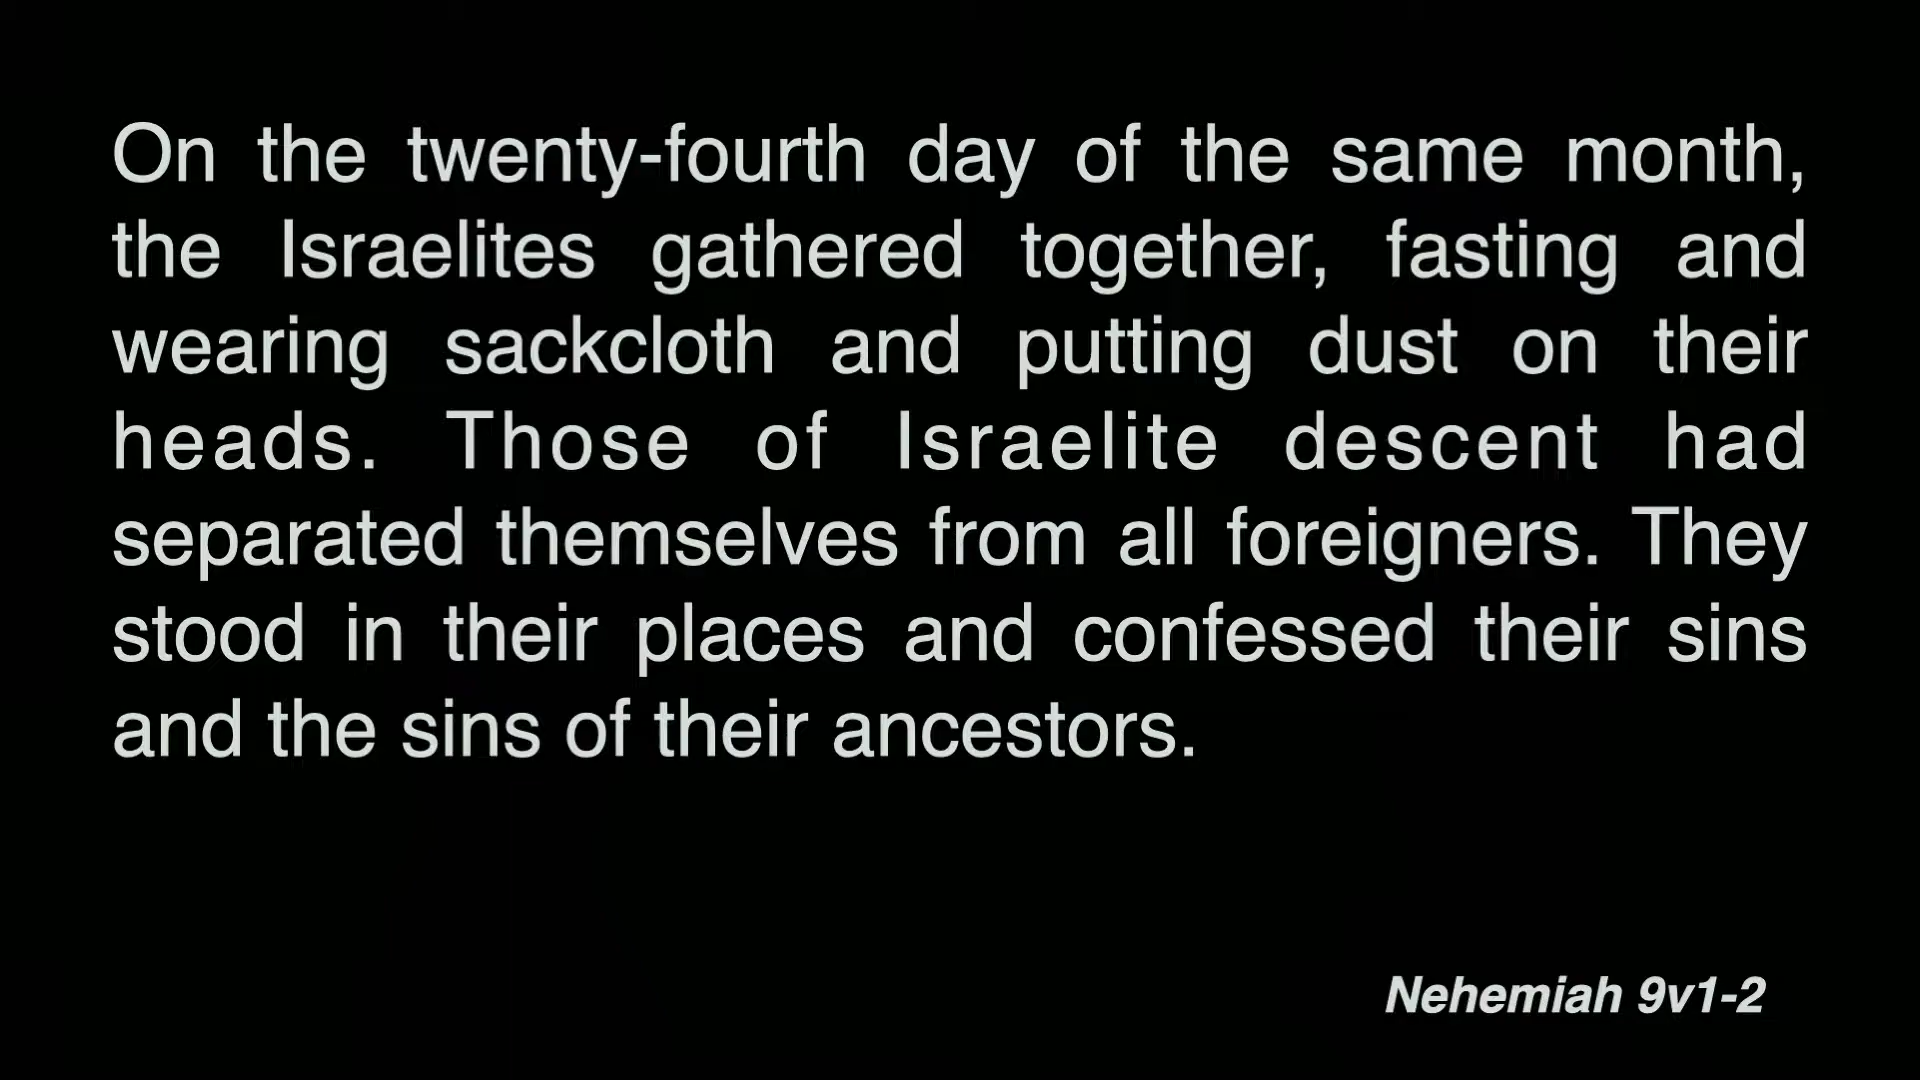 On the twenty-fourth day of the same month,
the Israelites gathered together, fasting and
wearing sackcloth and putting dust on their
heads. Those of Israelite descent had
separated themselves from all foreigners. They
stood in their places and confessed their sins
and the sins of their ancestors.
Nehemiah 9v1-2